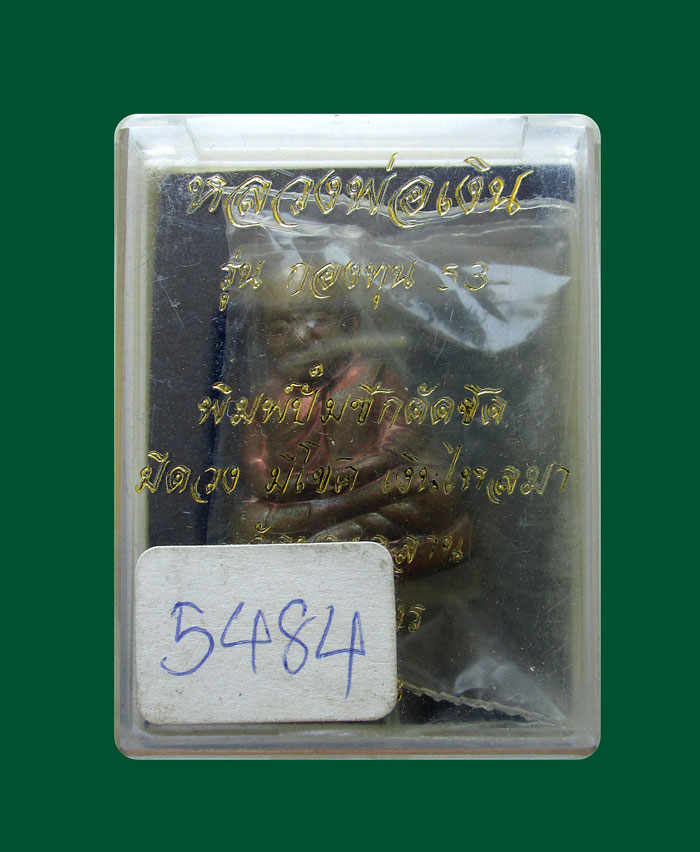 หลวงพ่อเงิน
รุ่น กองทุน 53
พิมพ์ปั๊มซีกตัดชิด
มีดวง มีโชค เงินไหลมา
5484